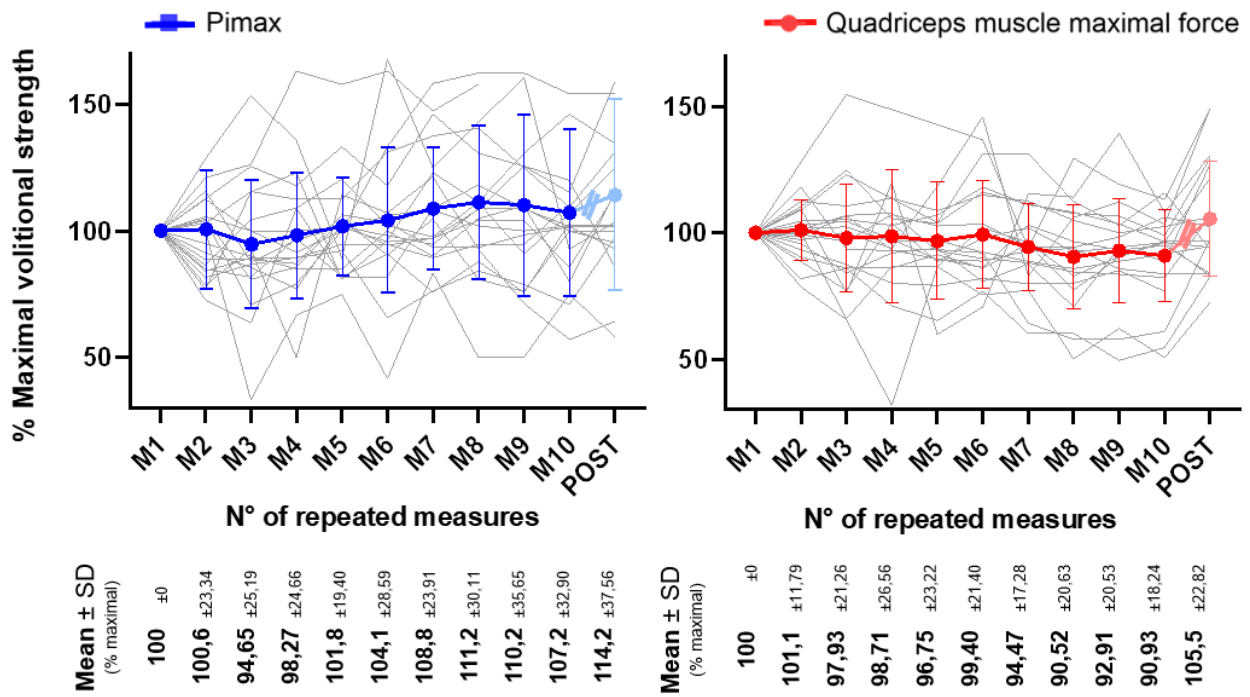 Pimax
Quadriceps muscle maximal force
% Maximal volitional strength
150
100
50
M1 M2 M3 M4 M5 M6 M7 M8 M9 M10 POST
N° of repeated measures
150
100
50
M1 M2 M3 M4 M5 M6 M7 M8 M9 M10 POST
N° of repeated measures
Mean ± SD
(% maximal)
100 ±0
100,6 ±23,34
94,65 ±25,19
98,27 ±24,66
101,8 ±19,40
104,1 ±28,59
108,8 ±23,91
111,2 ±30,11
110,2 ±35,65
107,2 ±32,90
114,2 ±37,56
Mean ± SD
(% maximal)
100 ±0
101,1 ±11,79
97,93 ±21,26
98,71 ±26,56
96,75 ±23,22
99,40 ±21,40
94,47 ±17,28
90,52 ±20,63
92,91 ±20,53
90,93 ±18,24
105,5 ±22,82